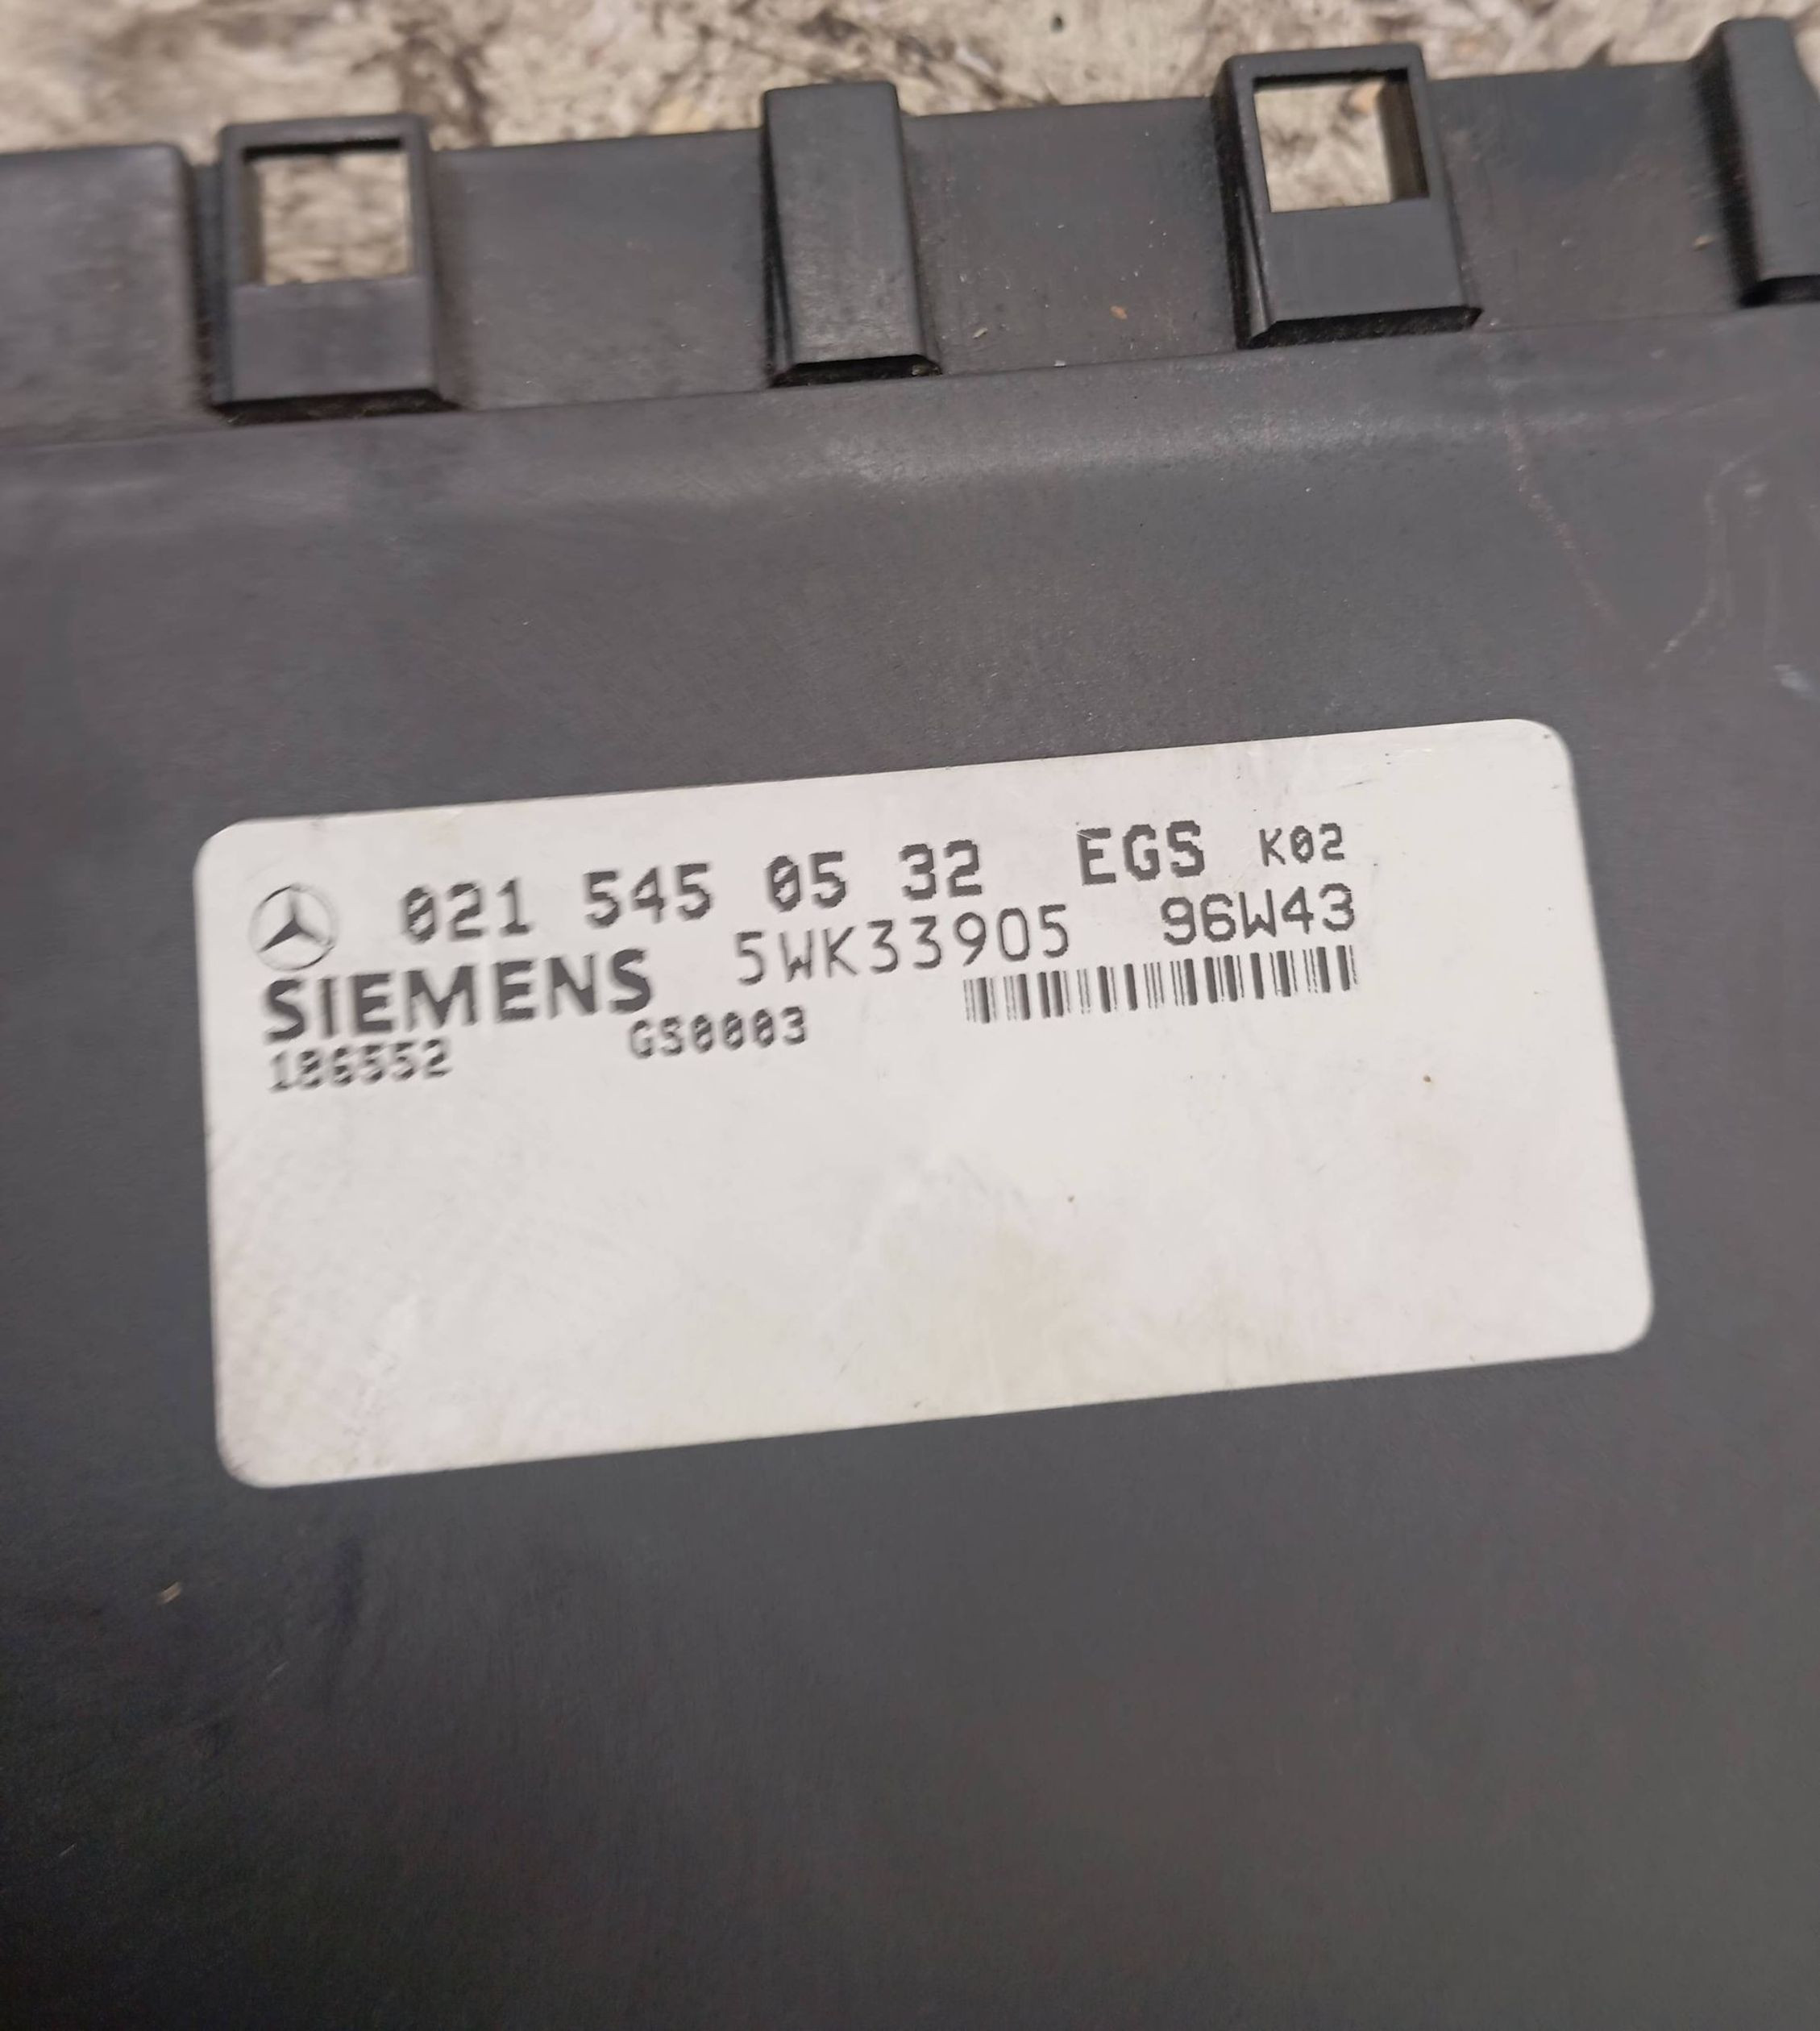 021 545 05 32 EGS K02
SIEMENS 5WK33905 96W43
186552 GS0003